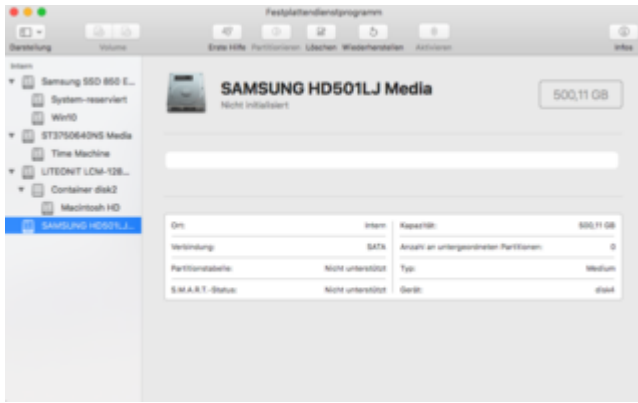 Festplattendienstprogramm
Darstellung Volume Erste Hilfe Partitionieren Löschen Wiederherstellen Aktivieren Infos
Intern
Samsung SSD 850 E...
System-reserviert
Win10
ST3750640NS Media
Time Machine
LITEONIT LCM-128...
Container disk2
Macintosh HD
SAMSUNG HD501LJ...
SAMSUNG HD501LJ Media
Nicht initialisiert
500,11 GB
Ort: Intern Kapazität: 500,11 GB
Verbindung: SATA Anzahl an untergeordneten Partitionen: 0
Partitionstabelle: Nicht unterstützt Typ: Medium
S.M.A.R.T.-Status: Nicht unterstützt Gerät: disk4